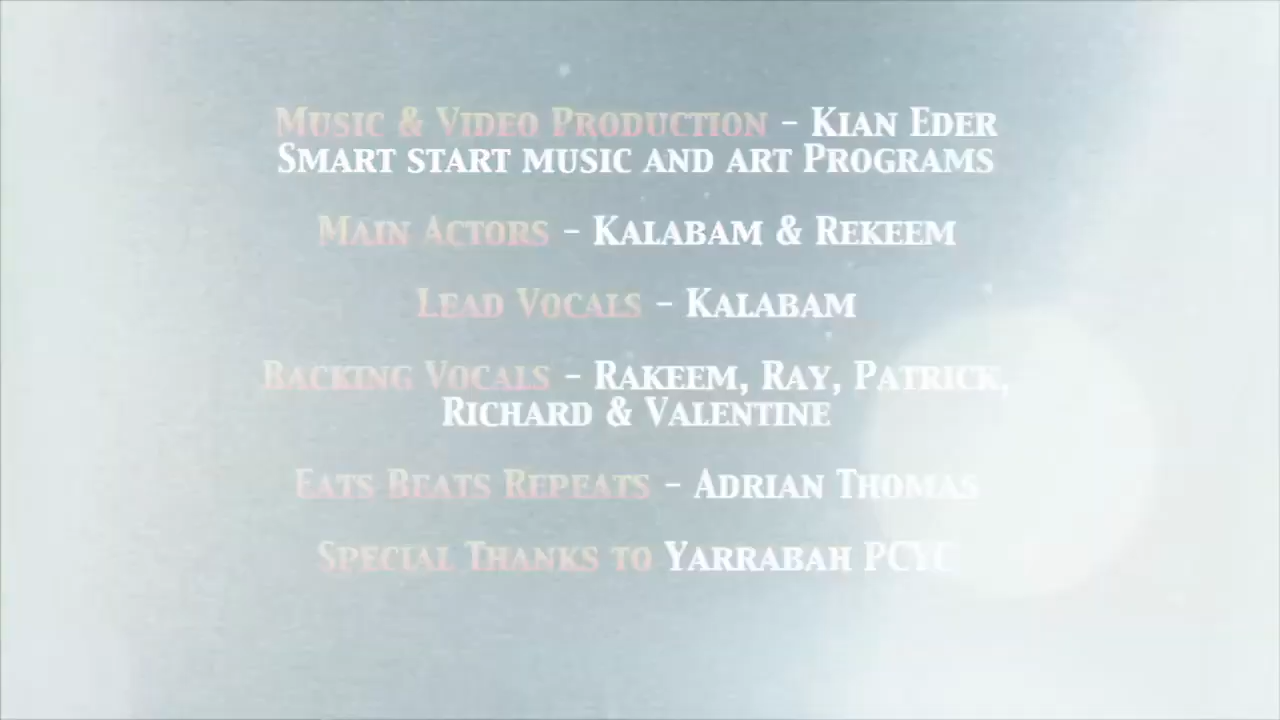 Music & Video Production - Kian Eder
Smart start music and art Programs
Main Actors - Kalabam & Rekeem
Lead Vocals - Kalabam
Backing Vocals - Rakeem, Ray, Patrick,
Richard & Valentine
Eats Beats Repeats - Adrian Thomas
Special Thanks to Yarrabah PCYC